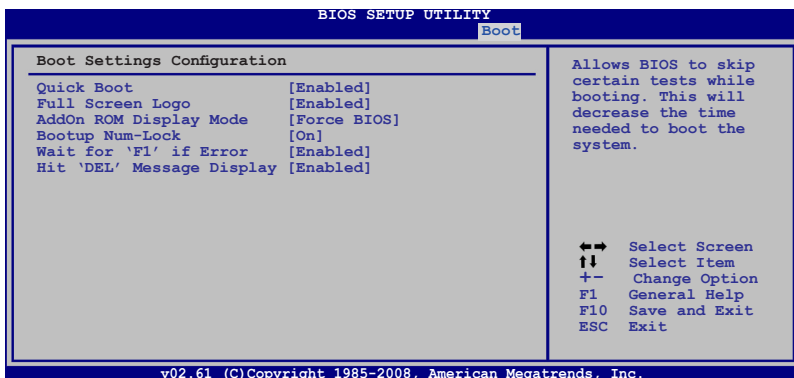 BIOS SETUP UTILITY
Boot
Boot Settings Configuration
Quick Boot [Enabled]
Full Screen Logo [Enabled]
AddOn ROM Display Mode [Force BIOS]
Bootup Num-Lock [On]
Wait for ‘F1’ if Error [Enabled]
Hit ‘DEL’ Message Display [Enabled]
Allows BIOS to skip
certain tests while
booting. This will
decrease the time
needed to boot the
system.
←→ Select Screen
↑↓ Select Item
+- Change Option
F1 General Help
F10 Save and Exit
ESC Exit
v02.61 (C)Copyright 1985-2008, American Megatrends, Inc.